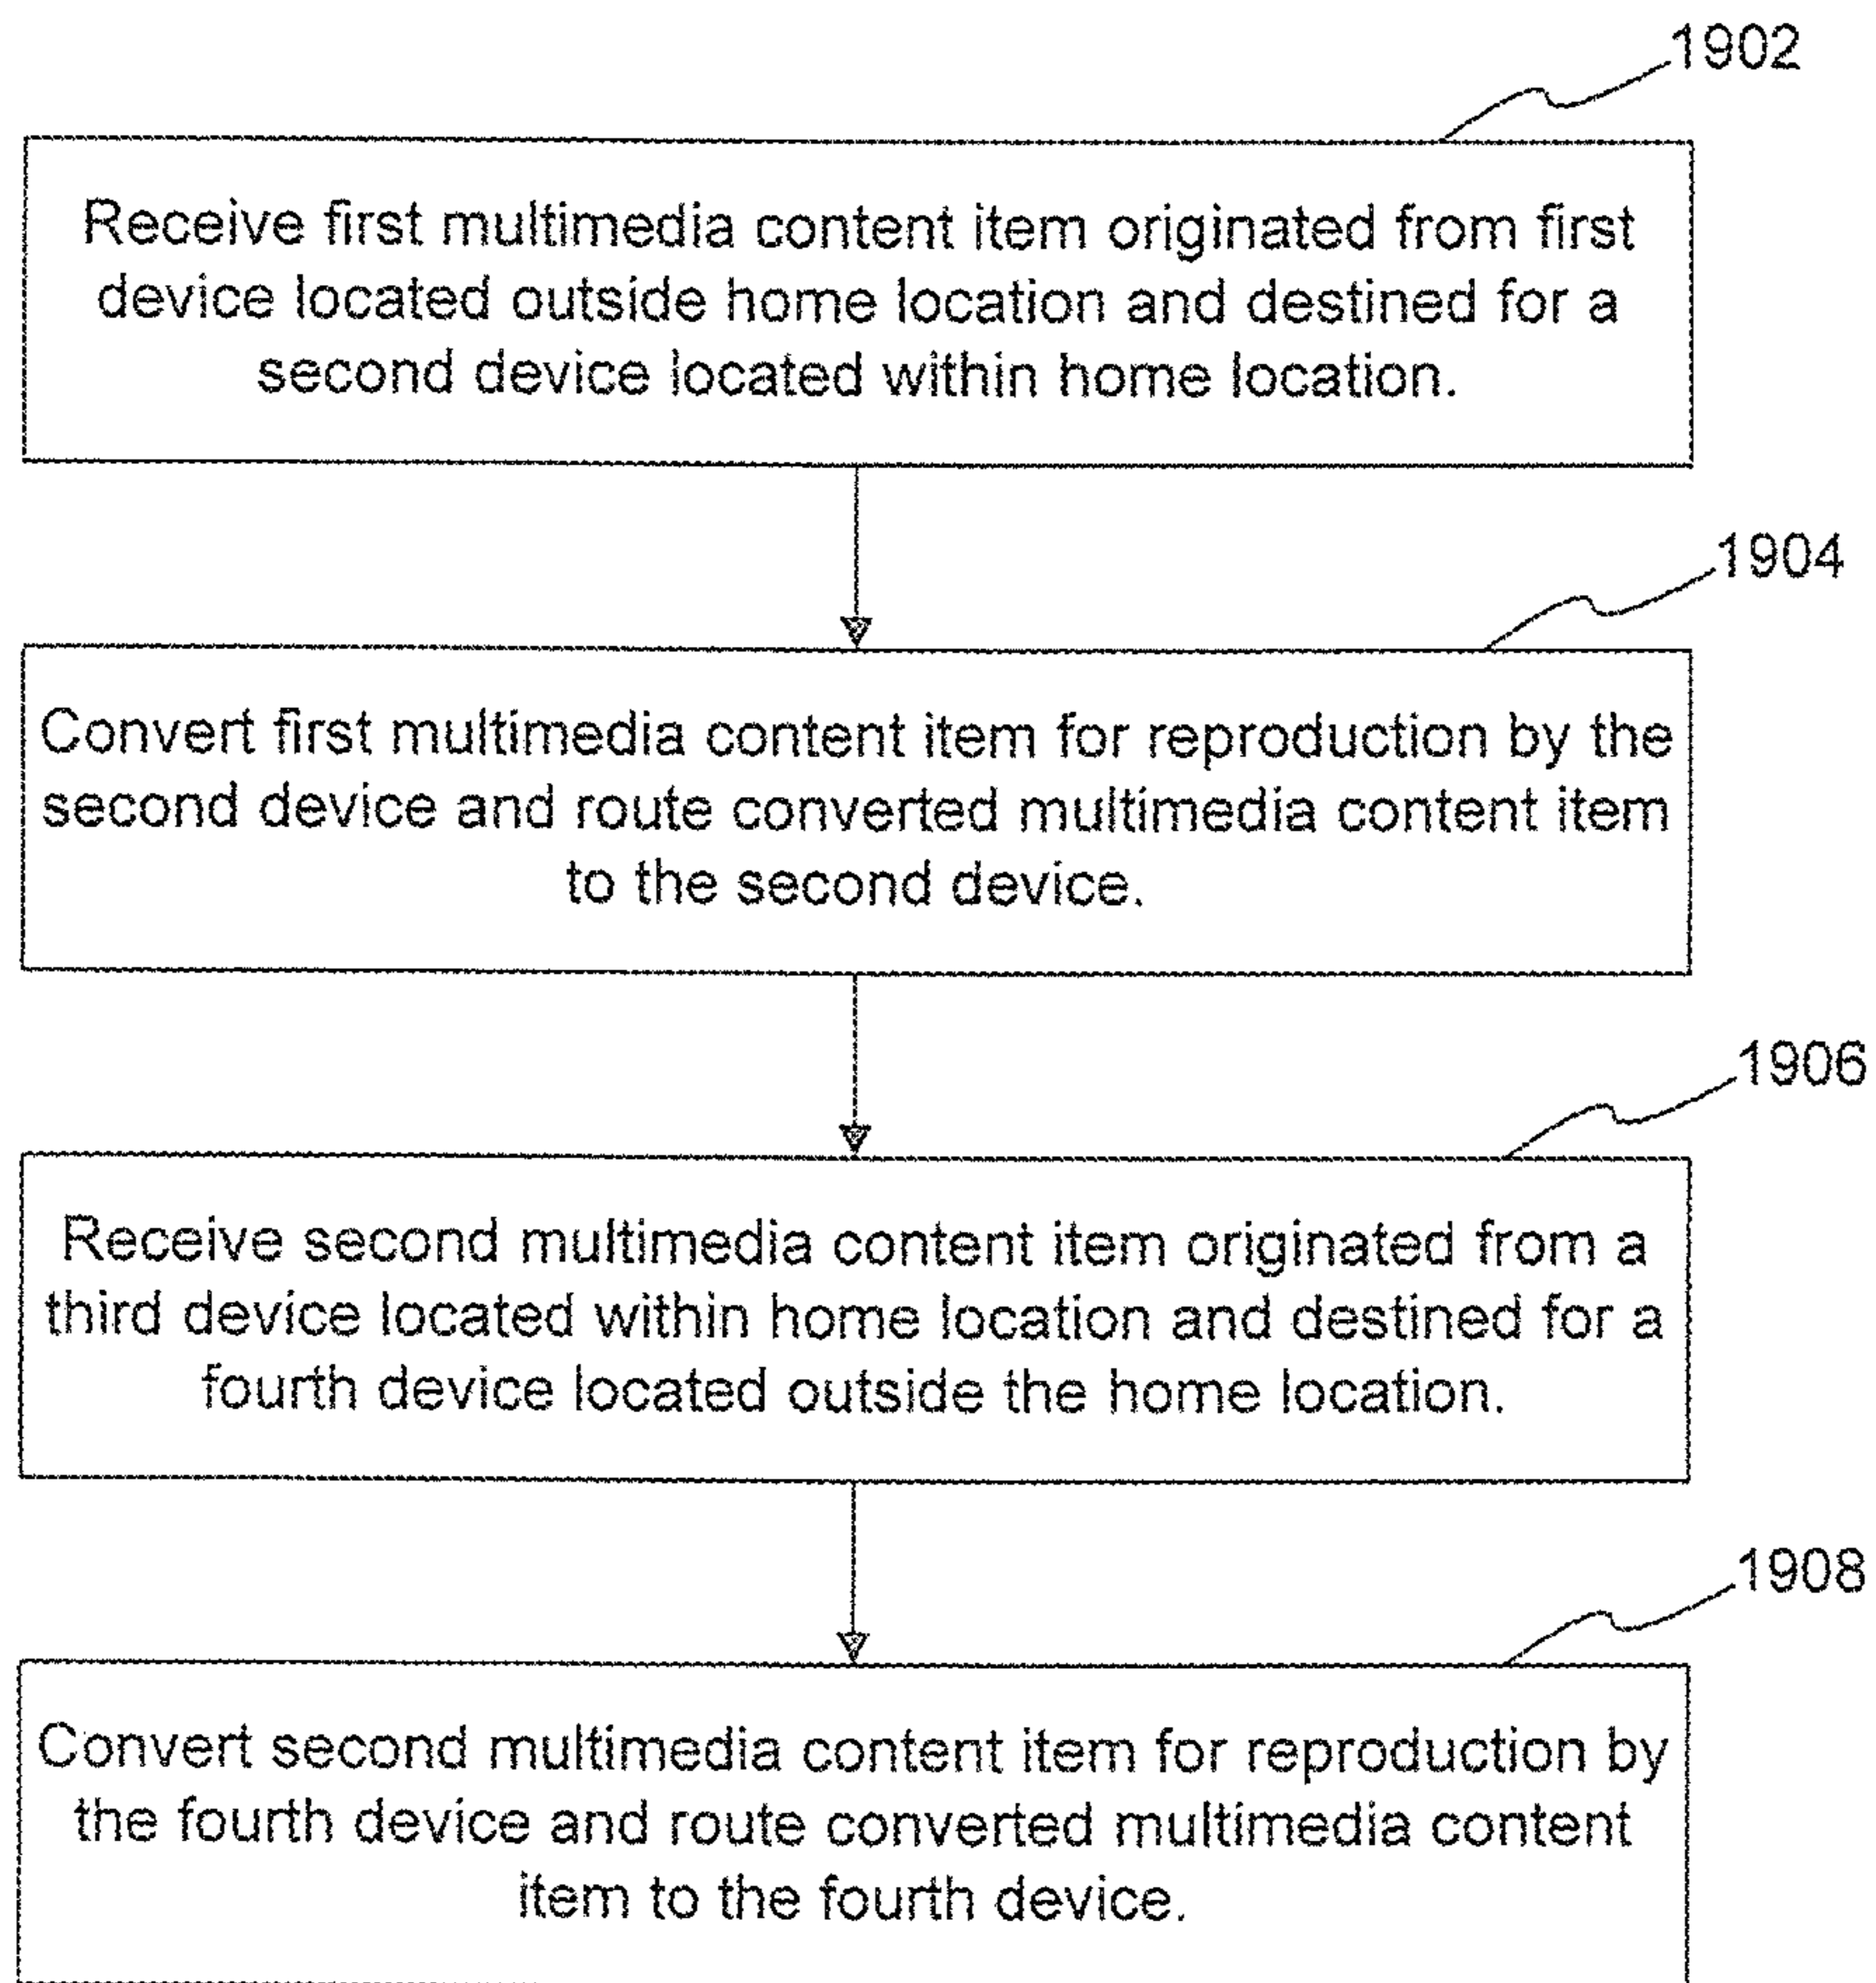 1902
Receive first multimedia content item originated from first
device located outside home location and destined for a
second device located within home location.
1904
Convert first multimedia content item for reproduction by the
second device and route converted multimedia content item
to the second device.
1906
Receive second multimedia content item originated from a
third device located within home location and destined for a
fourth device located outside the home location.
1908
Convert second multimedia content item for reproduction by
the fourth device and route converted multimedia content
item to the fourth device.